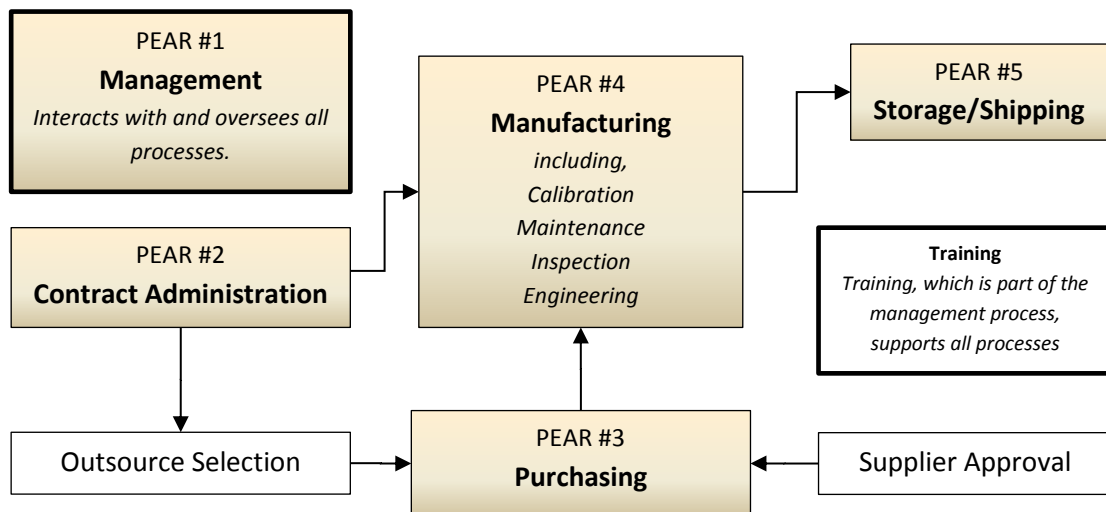 PEAR #1
Management
Interacts with and oversees all
processes.
PEAR #2
Contract Administration
PEAR #4
Manufacturing
including,
Calibration
Maintenance
Inspection
Engineering
PEAR #5
Storage/Shipping
Training
Training, which is part of the
management process,
supports all processes
Outsource Selection
PEAR #3
Purchasing
Supplier Approval